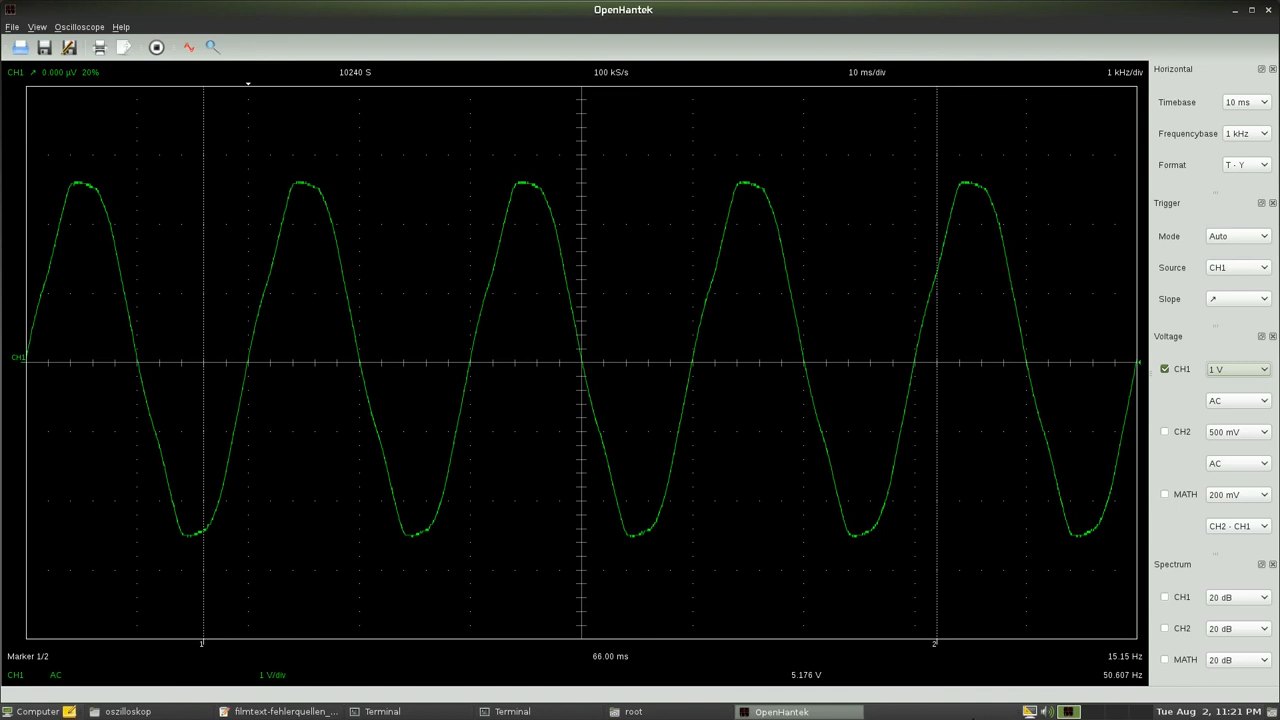 OpenHantek
File View Oscilloscope Help
CH1 ↗ 0.000 µV 20% 10240 S 100 kS/s 10 ms/div 1 kHz/div
CH1
1 2
Marker 1/2 66.00 ms 15.15 Hz
CH1 AC 1 V/div 5.176 V 50.607 Hz
Horizontal
Timebase 10 ms
Frequencybase 1 kHz
Format T - Y
Trigger
Mode Auto
Source CH1
Slope ↗
Voltage
CH1 1 V
AC
CH2 500 mV
AC
MATH 200 mV
CH2 - CH1
Spectrum
CH1 20 dB
CH2 20 dB
MATH 20 dB
Computer oszilloskop filmtext-fehlerquellen_... Terminal Terminal root OpenHantek Tue Aug 2, 11:21 PM